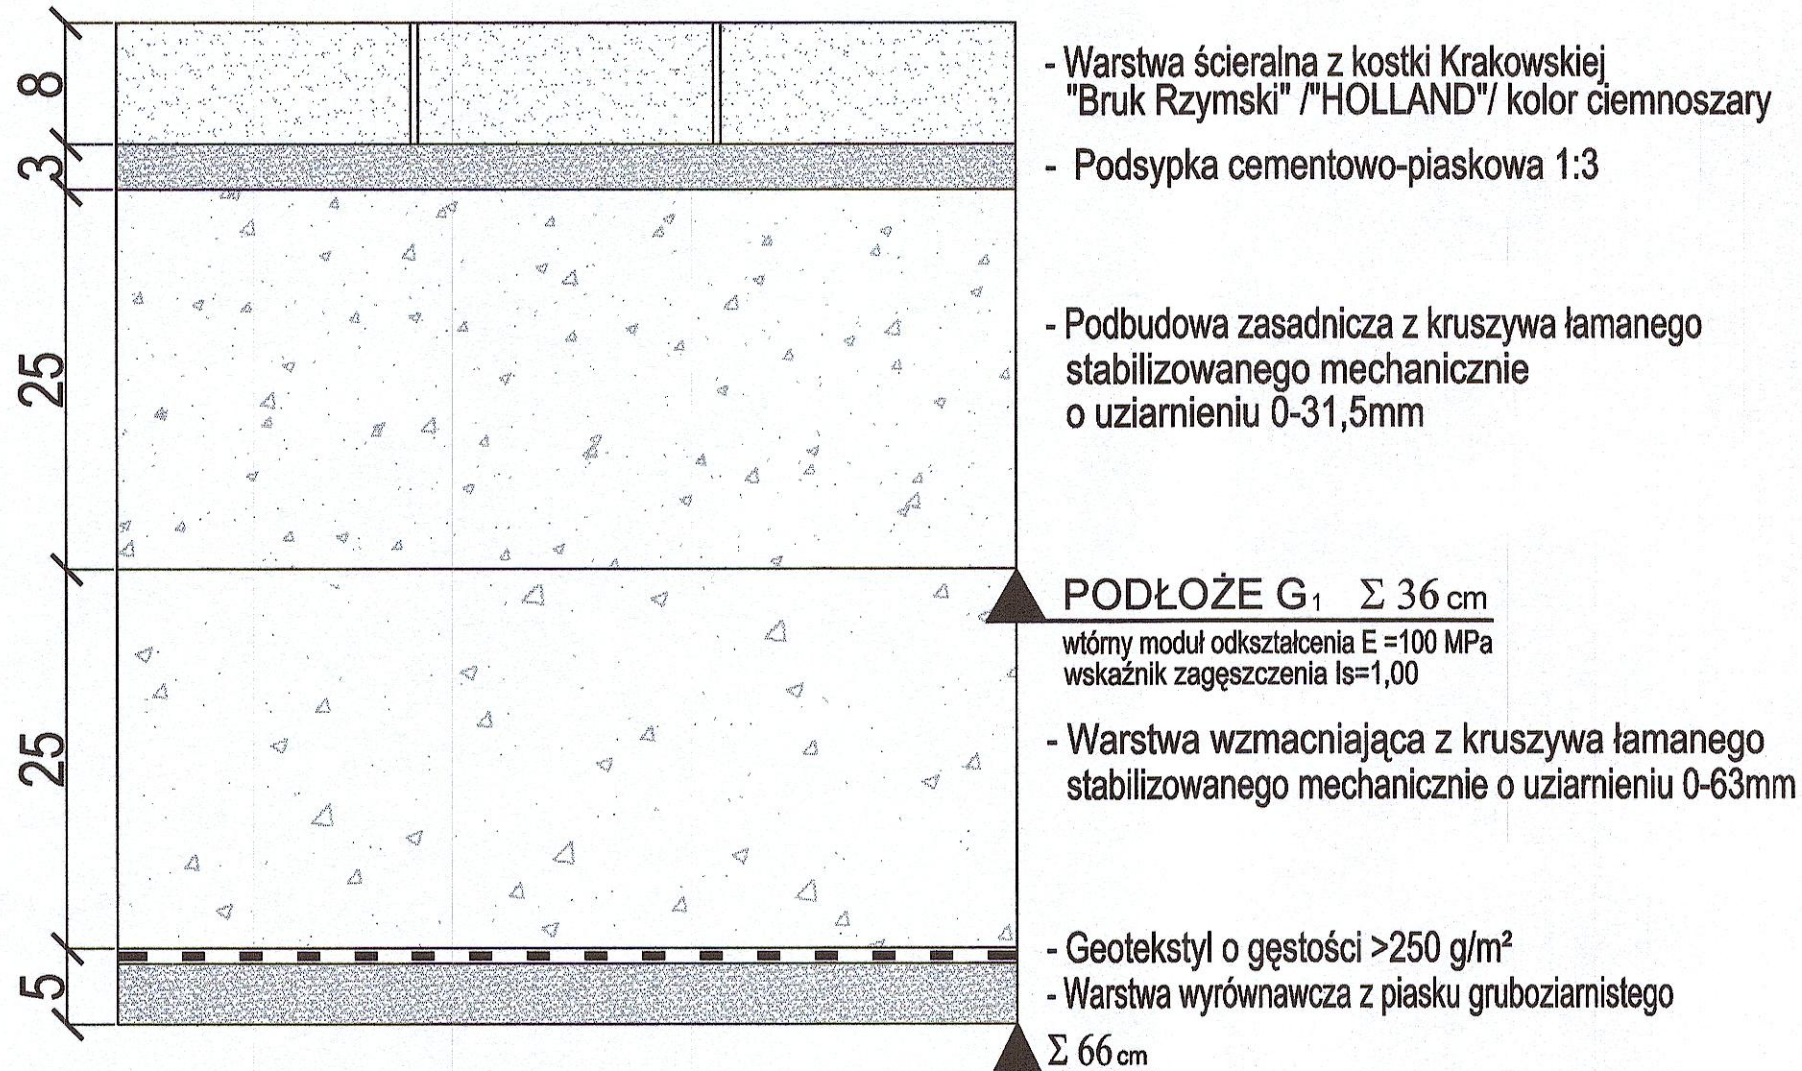 8
- Warstwa ścieralna z kostki Krakowskiej
"Bruk Rzymski" /"HOLLAND"/ kolor ciemnoszary
3
- Podsypka cementowo-piaskowa 1:3
25
- Podbudowa zasadnicza z kruszywa łamanego
stabilizowanego mechanicznie
o uziarnieniu 0-31,5mm
PODŁOŻE G₁ Σ 36 cm
wtórny moduł odkształcenia E =100 MPa
wskaźnik zagęszczenia Is=1,00
25
- Warstwa wzmacniająca z kruszywa łamanego
stabilizowanego mechanicznie o uziarnieniu 0-63mm
- Geotekstyl o gęstości >250 g/m²
5
- Warstwa wyrównawcza z piasku gruboziarnistego
Σ 66 cm